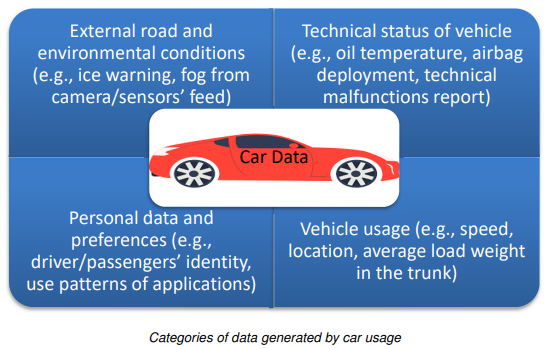 External road and
environmental conditions
(e.g., ice warning, fog from
camera/sensors’ feed)
Technical status of vehicle
(e.g., oil temperature, airbag
deployment, technical
malfunctions report)
Car Data
Personal data and
preferences (e.g.,
driver/passengers’ identity,
use patterns of applications)
Vehicle usage (e.g., speed,
location, average load weight
in the trunk)
Categories of data generated by car usage